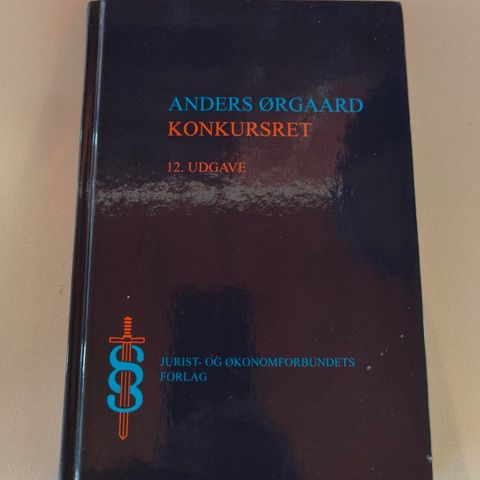 ANDERS ØRGAARD
KONKURSRET
12. UDGAVE
JURIST- OG ØKONOMFORBUNDETS
FORLAG